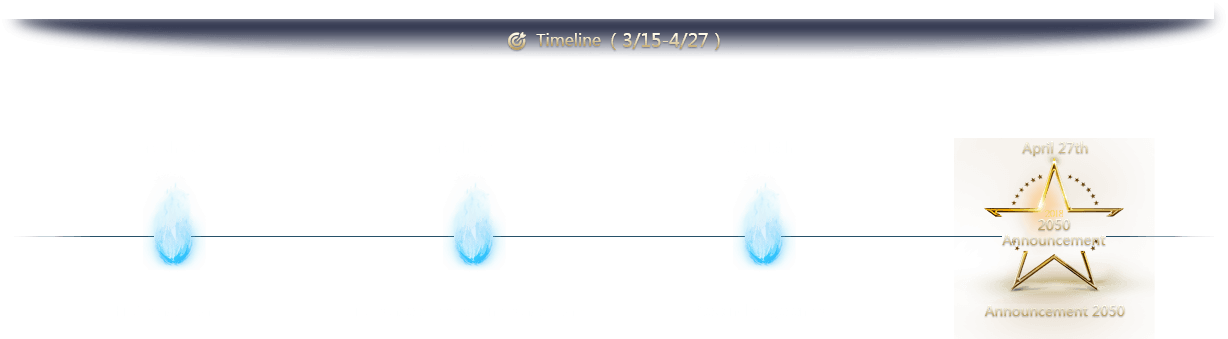 Timeline ( 3/15-4/27 )
April 27th
2050
Announcement
Announcement 2050